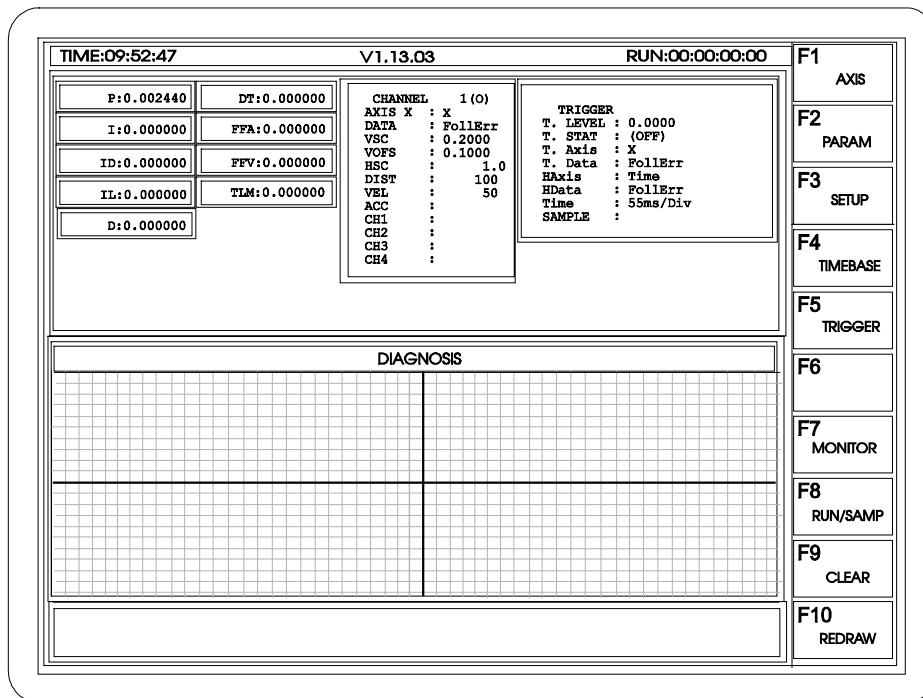 TIME:09:52:47 V1.13.03 RUN:00:00:00:00
P:0.002440
I:0.000000
ID:0.000000
IL:0.000000
D:0.000000
DT:0.000000
FFA:0.000000
FFV:0.000000
TLM:0.000000
CHANNEL 1(O)
AXIS X : X
DATA : FollErr
VSC : 0.2000
VOFS : 0.1000
HSC : 1.0
DIST : 100
VEL : 50
ACC :
CH1 :
CH2 :
CH3 :
CH4 :
TRIGGER
T. LEVEL : 0.0000
T. STAT : (OFF)
T. Axis : X
T. Data : FollErr
HAxis : Time
HData : FollErr
Time : 55ms/Div
SAMPLE :
DIAGNOSIS
F1
AXIS
F2
PARAM
F3
SETUP
F4
TIMEBASE
F5
TRIGGER
F6
F7
MONITOR
F8
RUN/SAMP
F9
CLEAR
F10
REDRAW